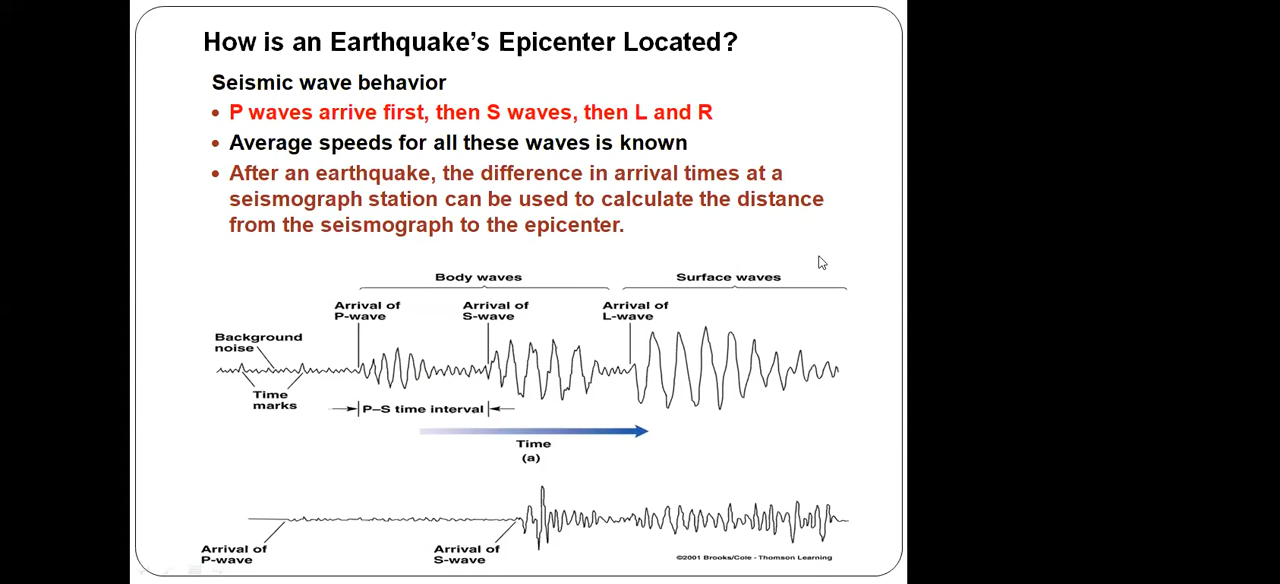 How is an Earthquake’s Epicenter Located?
Seismic wave behavior
• P waves arrive first, then S waves, then L and R
• Average speeds for all these waves is known
• After an earthquake, the difference in arrival times at a
seismograph station can be used to calculate the distance
from the seismograph to the epicenter.
Body waves
Surface waves
Arrival of
P-wave
Arrival of
S-wave
Arrival of
L-wave
Background
noise
Time
marks
P–S time interval
Time
(a)
Arrival of
P-wave
Arrival of
S-wave
©2001 Brooks/Cole - Thomson Learning